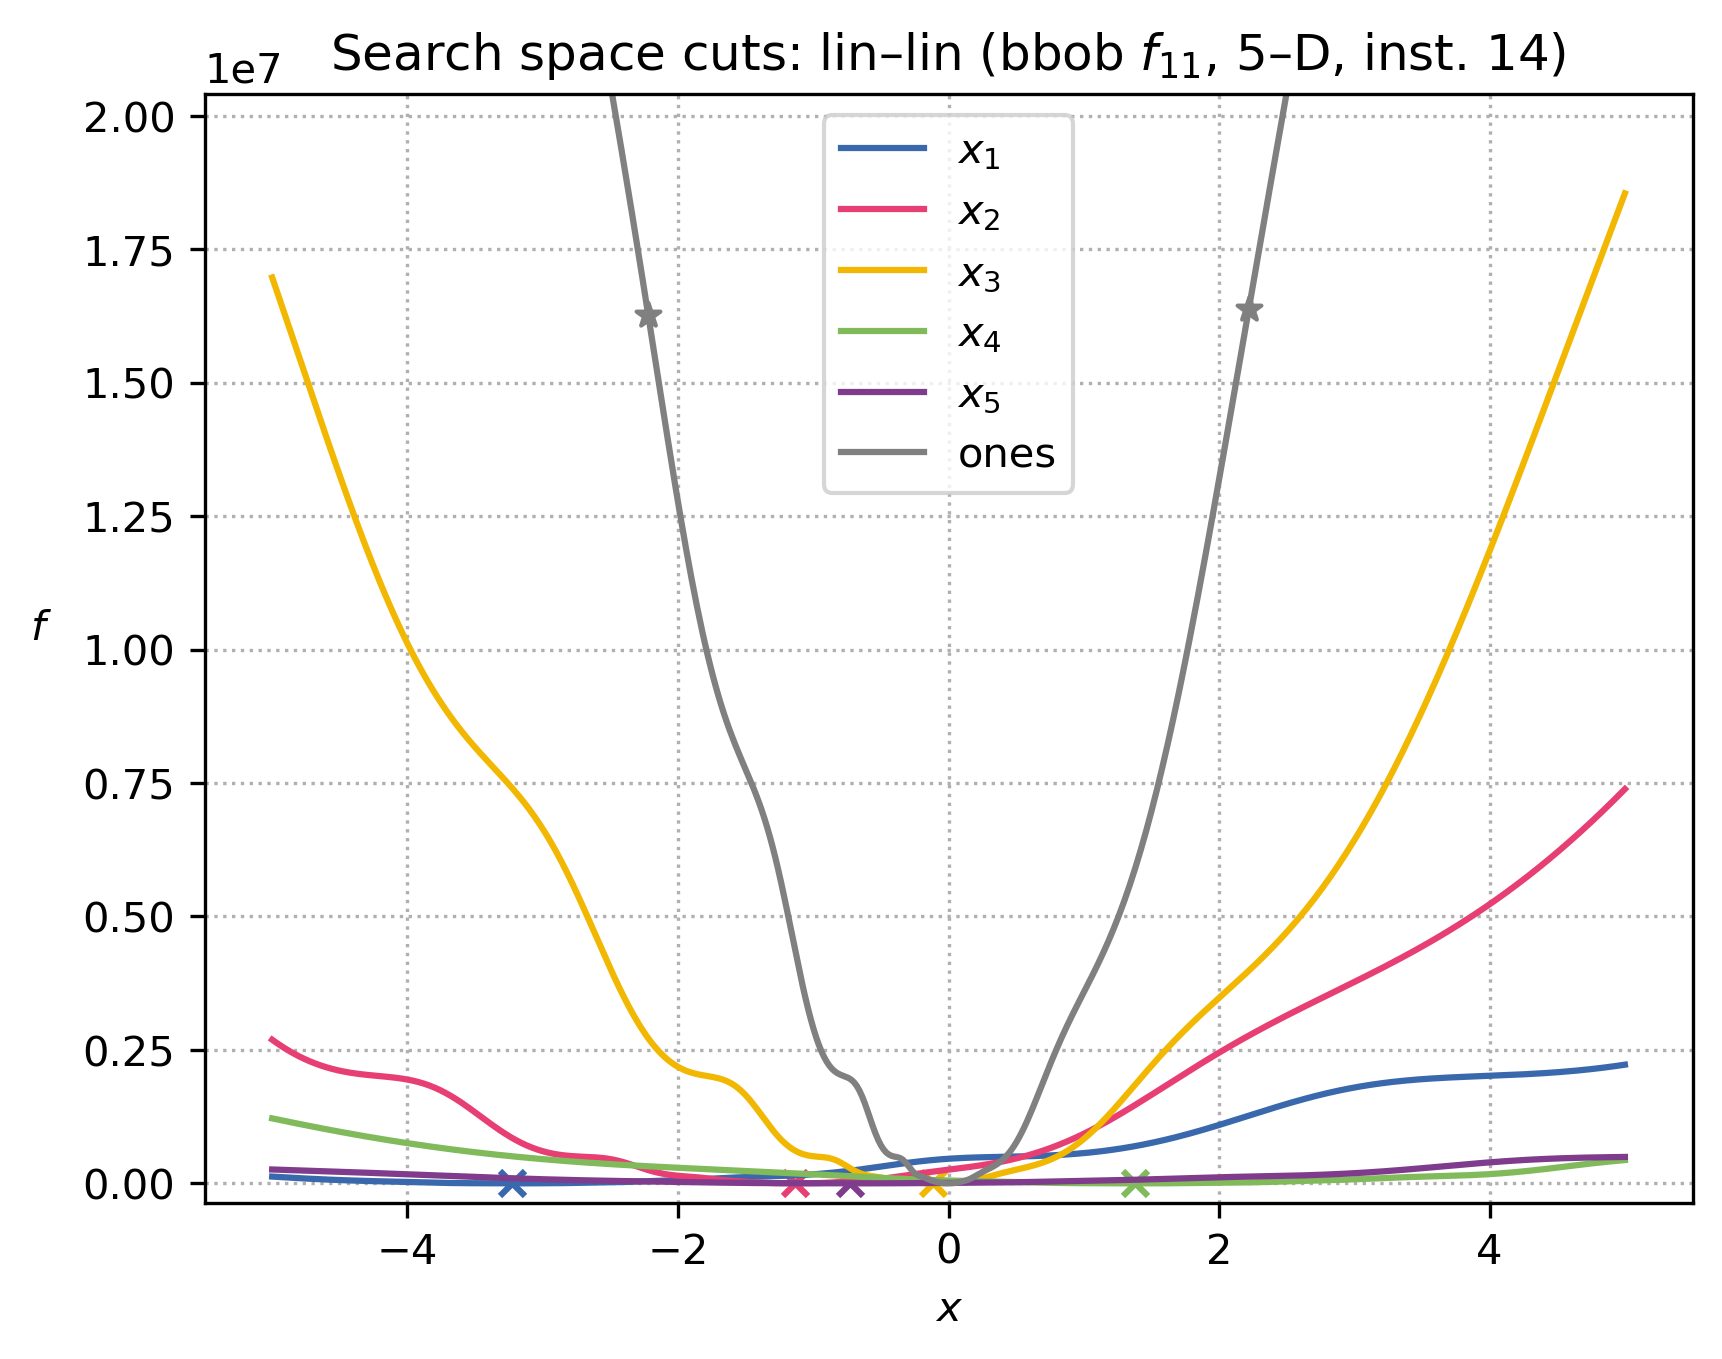 Search space cuts: lin–lin (bbob f₁₁, 5–D, inst. 14)
1e7
2.00
1.75
1.50
1.25
1.00
0.75
0.50
0.25
0.00
f
x₁
x₂
x₃
x₄
x₅
ones
−4 −2 0 2 4
x